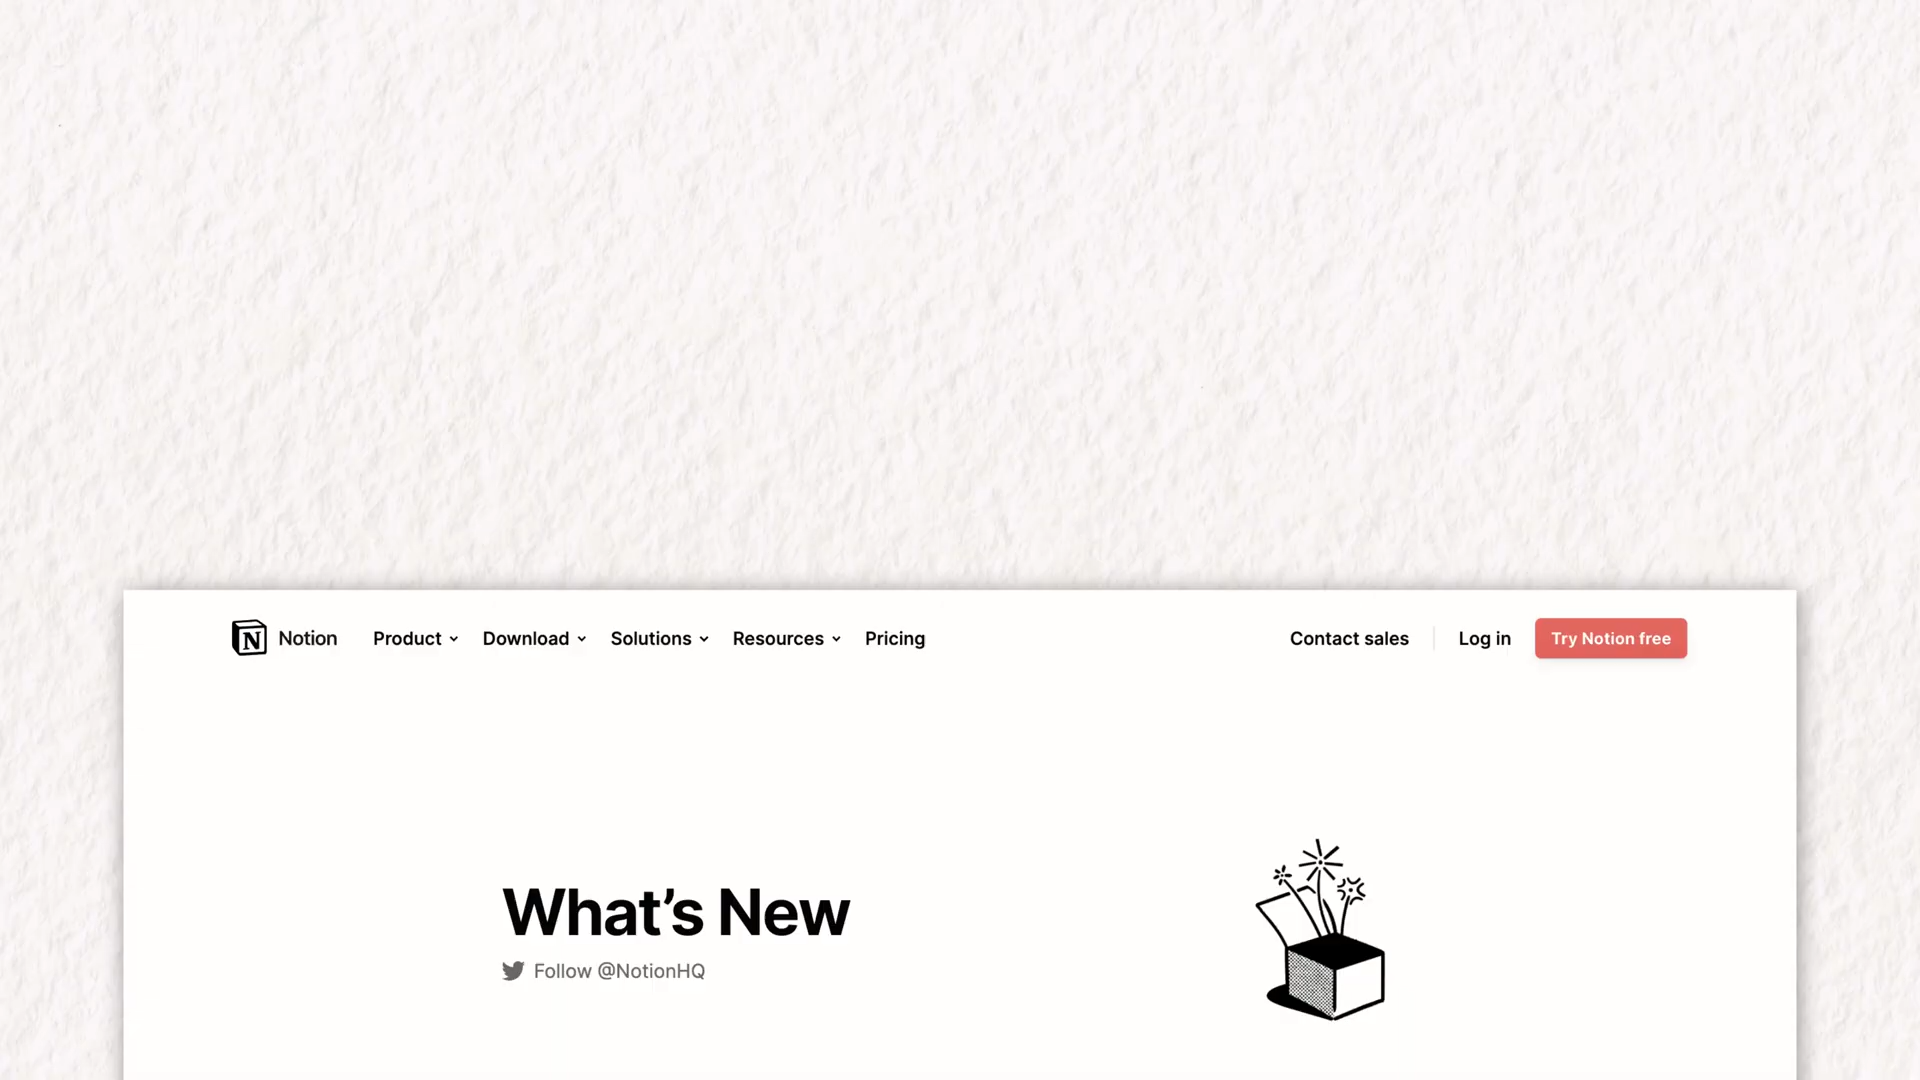 Notion Product Download Solutions Resources Pricing Contact sales Log in Try Notion free
What's New
Follow @NotionHQ